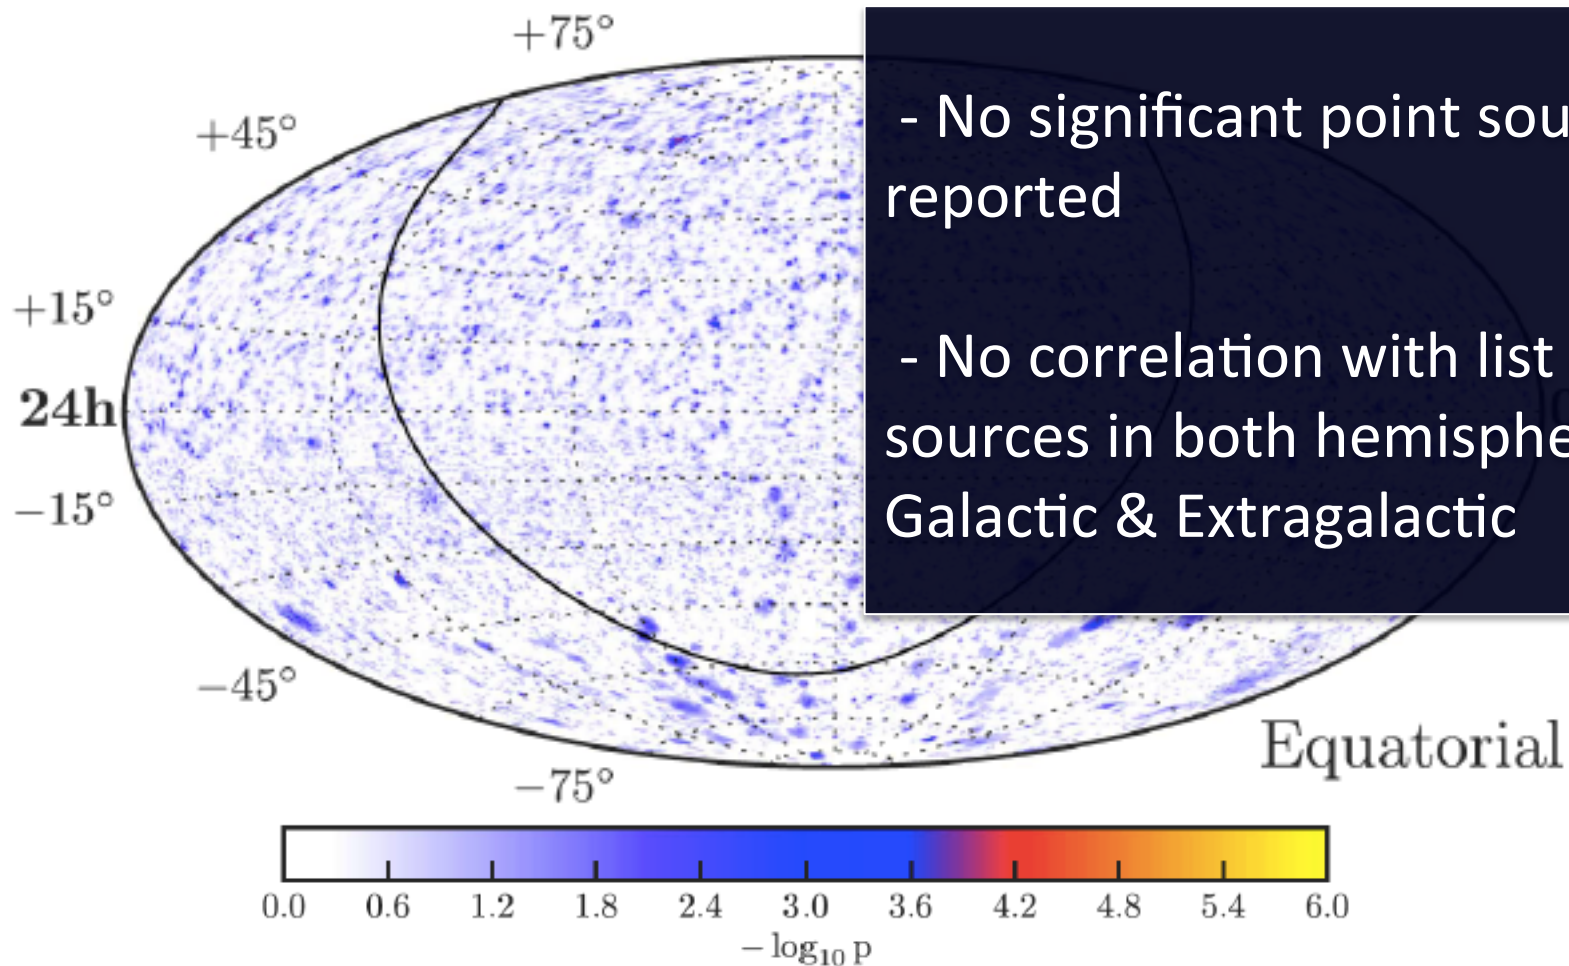 +75°
+45°
+15°
24h
−15°
−45°
−75°
- No significant point
reported
- No correlation with list
sources in both
Galactic & Extragalactic
Equatorial
0.0 0.6 1.2 1.8 2.4 3.0 3.6 4.2 4.8 5.4 6.0
− log₁₀ p